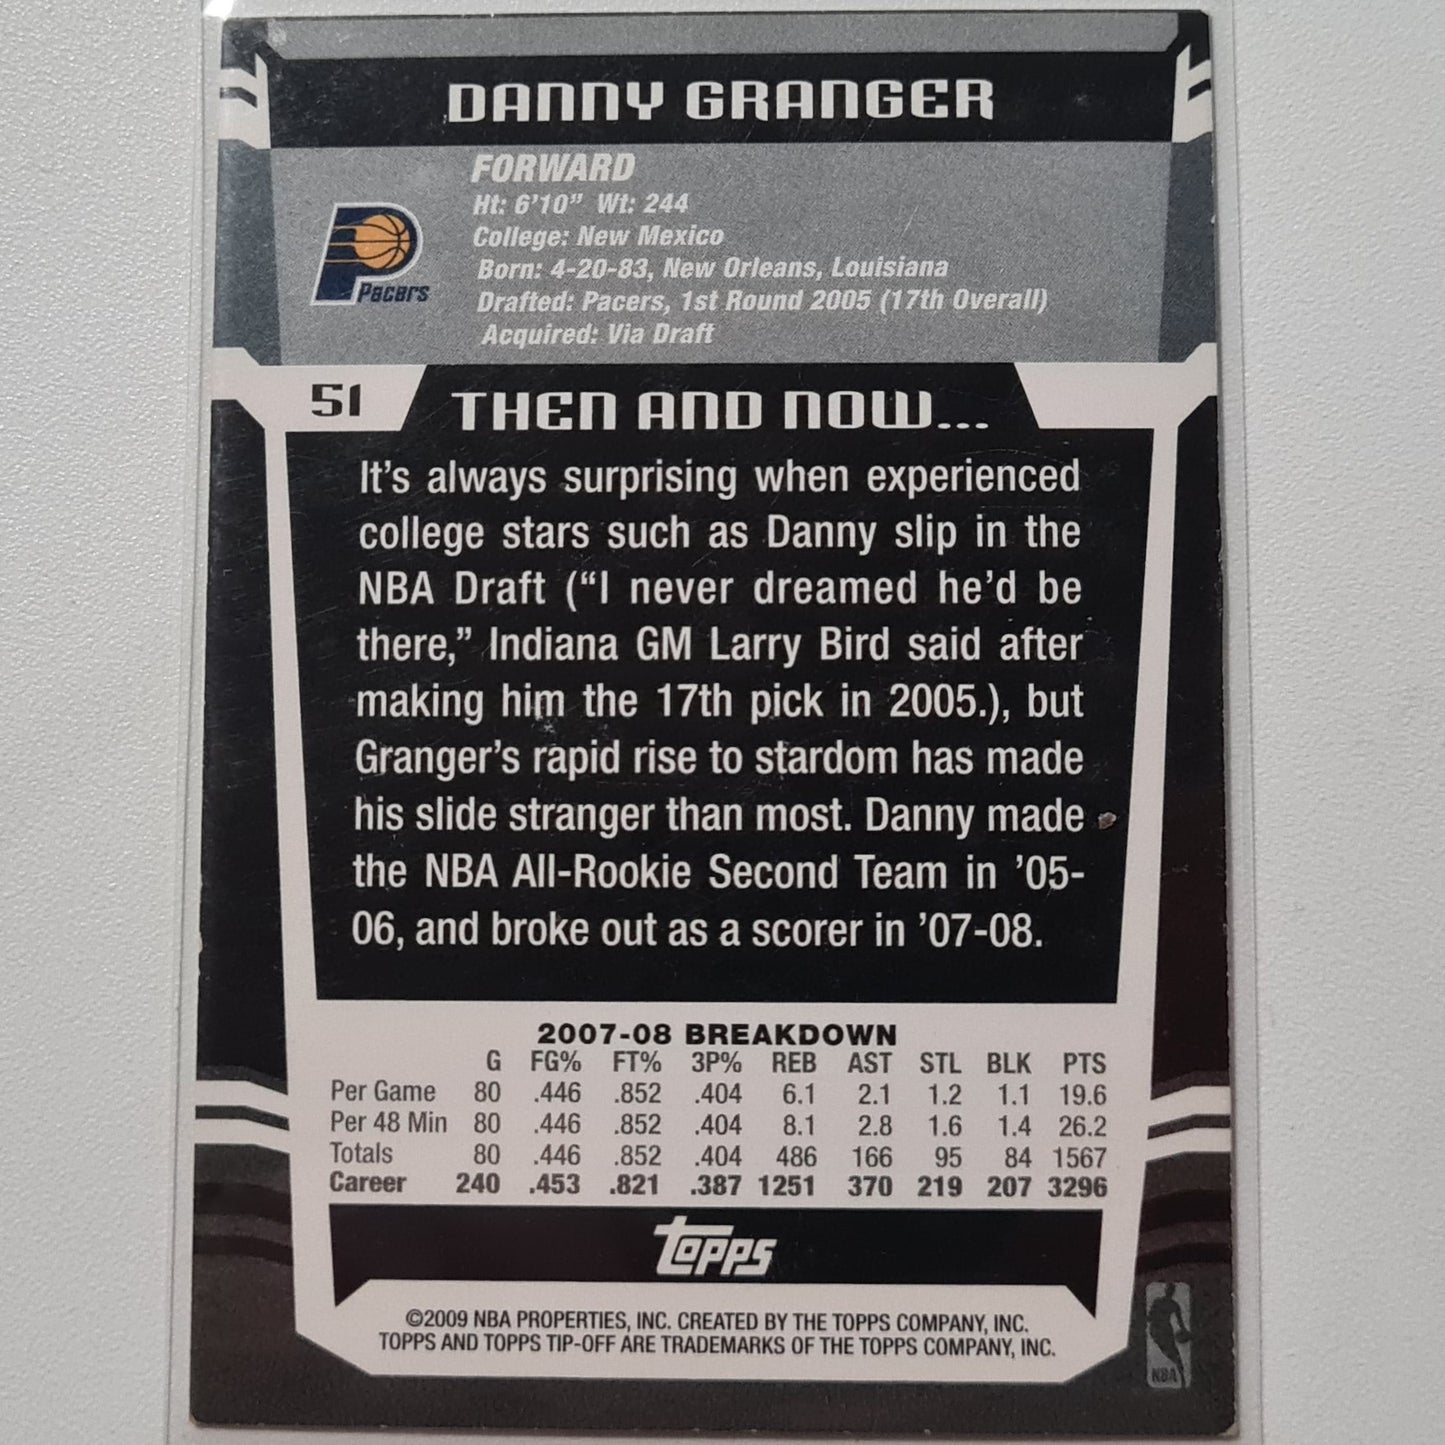 DANNY GRANGER
FORWARD
Ht: 6'10" Wt: 244
College: New Mexico
Born: 4-20-83, New Orleans, Louisiana
Drafted: Pacers, 1st Round 2005 (17th Overall)
Acquired: Via Draft
Pacers
51
THEN AND NOW...
It's always surprising when experienced
college stars such as Danny slip in the
NBA Draft (“I never dreamed he'd be
there,” Indiana GM Larry Bird said after
making him the 17th pick in 2005.), but
Granger's rapid rise to stardom has made
his slide stranger than most. Danny made
the NBA All-Rookie Second Team in '05-
06, and broke out as a scorer in '07-08.
2007-08 BREAKDOWN
G FG% FT% 3P% REB AST STL BLK PTS
Per Game 80 .446 .852 .404 6.1 2.1 1.2 1.1 19.6
Per 48 Min 80 .446 .852 .404 8.1 2.8 1.6 1.4 26.2
Totals 80 .446 .852 .404 486 166 95 84 1567
Career 240 .453 .821 .387 1251 370 219 207 3296
Topps
©2009 NBA PROPERTIES, INC. CREATED BY THE TOPPS COMPANY, INC.
TOPPS AND TOPPS TIP-OFF ARE TRADEMARKS OF THE TOPPS COMPANY, INC.
NBA